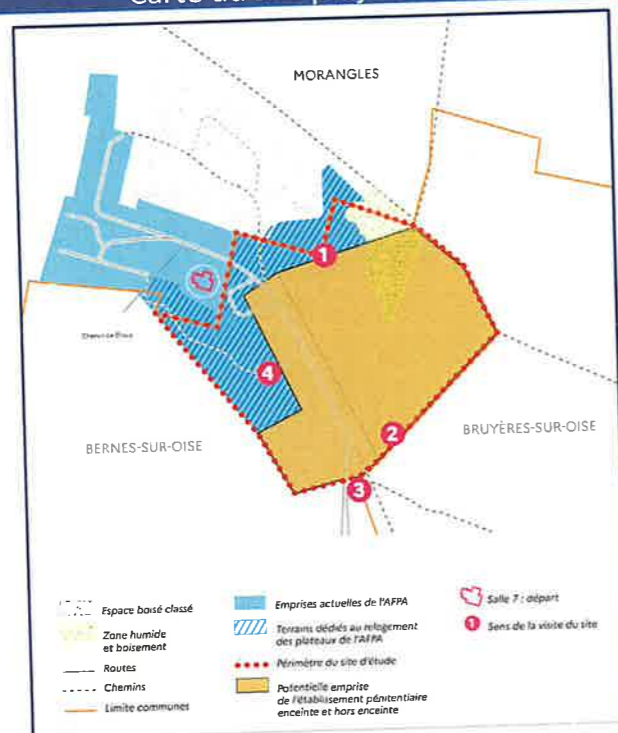 MORANGLES
1
4
BERNES-SUR-OISE
BRUYÈRES-SUR-OISE
2
3
Espace boisé classé
Zone humide
et boisement
Routes
Chemins
Limite communes
Emprises actuelles de l'AFPA
Terrains dédiés au relogement
des plateaux de l'AFPA
Périmètre du site d'étude
Potentielle emprise
de l'établissement pénitentiaire
enceinte et hors enceinte
Salle 7 : départ
1 Sens de la visite du site